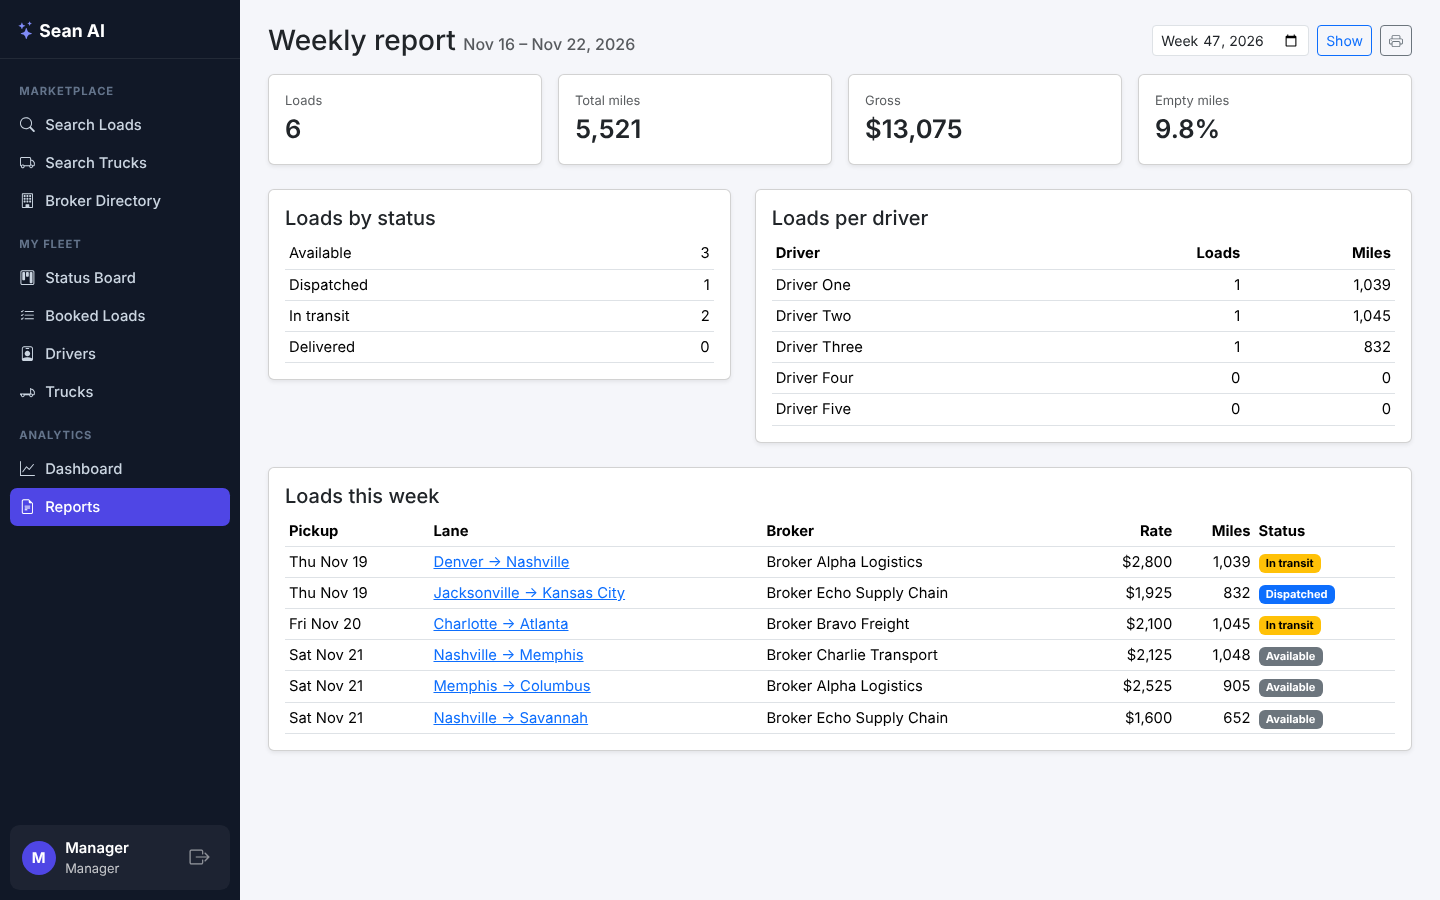 Sean AI
MARKETPLACE
Search Loads
Search Trucks
Broker Directory
MY FLEET
Status Board
Booked Loads
Drivers
Trucks
ANALYTICS
Dashboard
Reports
M
Manager
Manager
Weekly report Nov 16 – Nov 22, 2026
Week 47, 2026
Show
Loads
6
Total miles
5,521
Gross
$13,075
Empty miles
9.8%
Loads by status
Available 3
Dispatched 1
In transit 2
Delivered 0
Loads per driver
Driver Loads Miles
Driver One 1 1,039
Driver Two 1 1,045
Driver Three 1 832
Driver Four 0 0
Driver Five 0 0
Loads this week
Pickup Lane Broker Rate Miles Status
Thu Nov 19 Denver → Nashville Broker Alpha Logistics $2,800 1,039 In transit
Thu Nov 19 Jacksonville → Kansas City Broker Echo Supply Chain $1,925 832 Dispatched
Fri Nov 20 Charlotte → Atlanta Broker Bravo Freight $2,100 1,045 In transit
Sat Nov 21 Nashville → Memphis Broker Charlie Transport $2,125 1,048 Available
Sat Nov 21 Memphis → Columbus Broker Alpha Logistics $2,525 905 Available
Sat Nov 21 Nashville → Savannah Broker Echo Supply Chain $1,600 652 Available